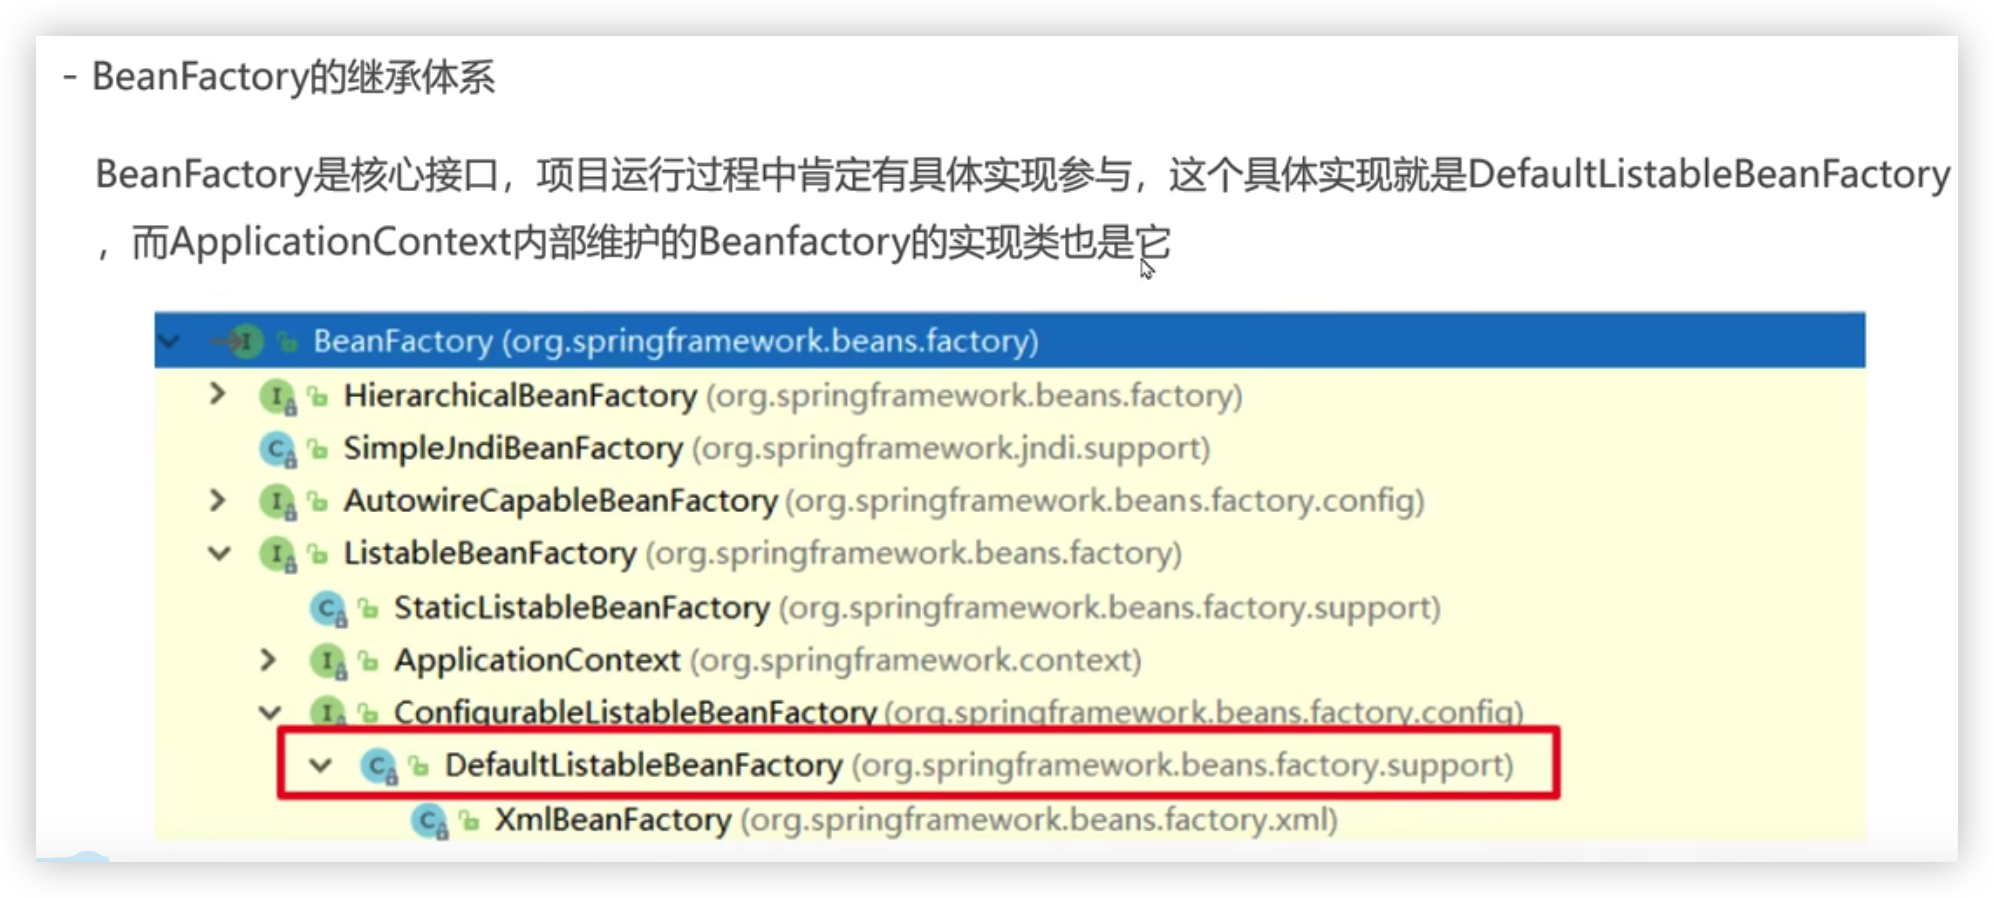 - BeanFactory的继承体系
BeanFactory是核心接口，项目运行过程中肯定有具体实现参与，这个具体实现就是DefaultListableBeanFactory
，而ApplicationContext内部维护的Beanfactory的实现类也是它
BeanFactory (org.springframework.beans.factory)
HierarchicalBeanFactory (org.springframework.beans.factory)
SimpleJndiBeanFactory (org.springframework.jndi.support)
AutowireCapableBeanFactory (org.springframework.beans.factory.config)
ListableBeanFactory (org.springframework.beans.factory)
StaticListableBeanFactory (org.springframework.beans.factory.support)
ApplicationContext (org.springframework.context)
ConfigurableListableBeanFactory (org.springframework.beans.factory.config)
DefaultListableBeanFactory (org.springframework.beans.factory.support)
XmlBeanFactory (org.springframework.beans.factory.xml)